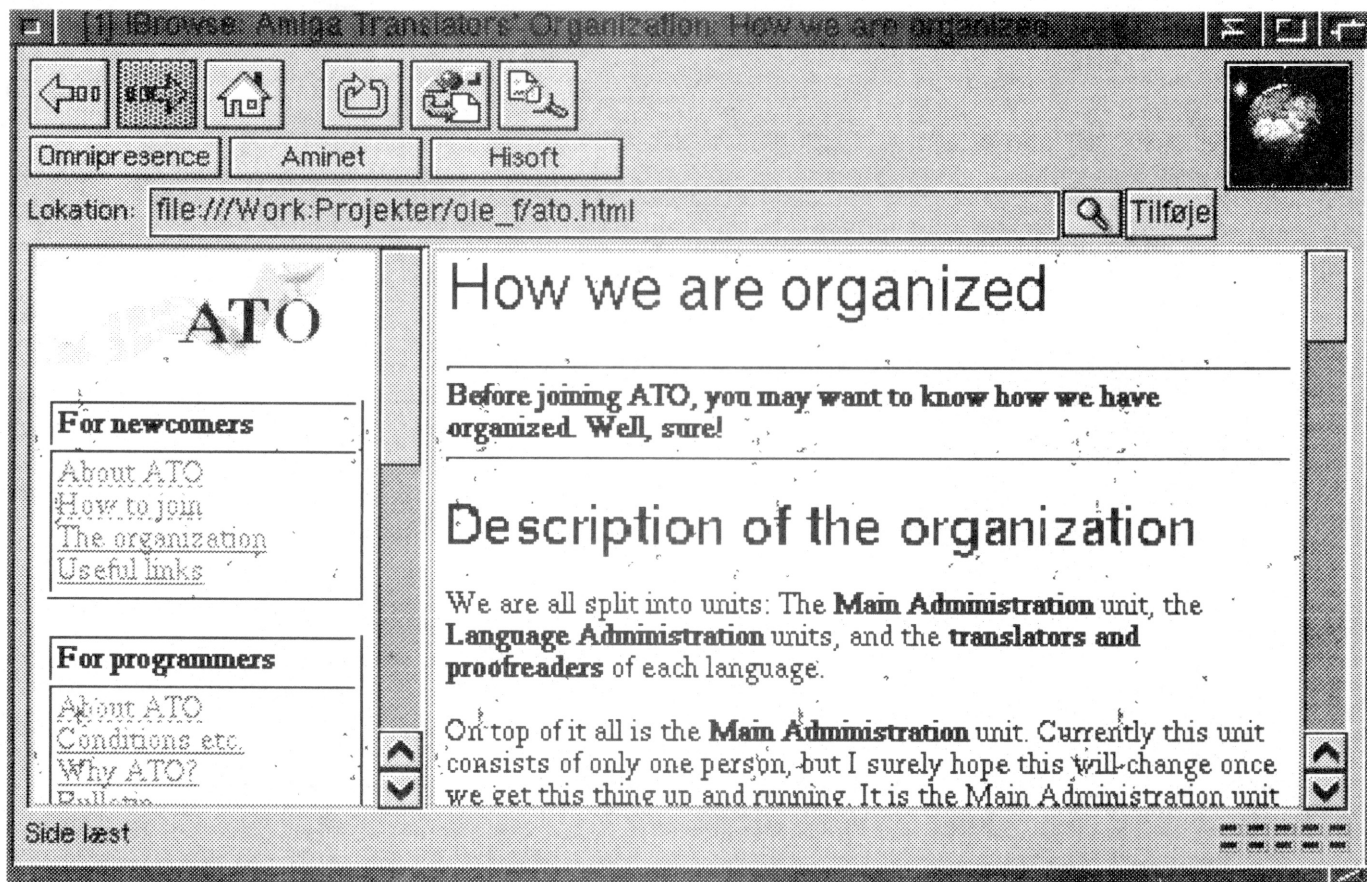 [1] IBrowse: Amiga Translators' Organization: How we are organized
Omnipresence Aminet Hisoft
Lokation: file:///Work:Projekter/ole_f/ato.html Tilføje
ATO
For newcomers
About ATO
How to join
The organization
Useful links
For programmers
About ATO
Conditions etc.
Why ATO?
Bulletin
How we are organized
Before joining ATO, you may want to know how we have
organized. Well, sure!
Description of the organization
We are all split into units: The Main Administration unit, the
Language Administration units, and the translators and
proofreaders of each language.
On top of it all is the Main Administration unit. Currently this unit
consists of only one person, but I surely hope this will change once
we get this thing up and running. It is the Main Administration unit
Side læst